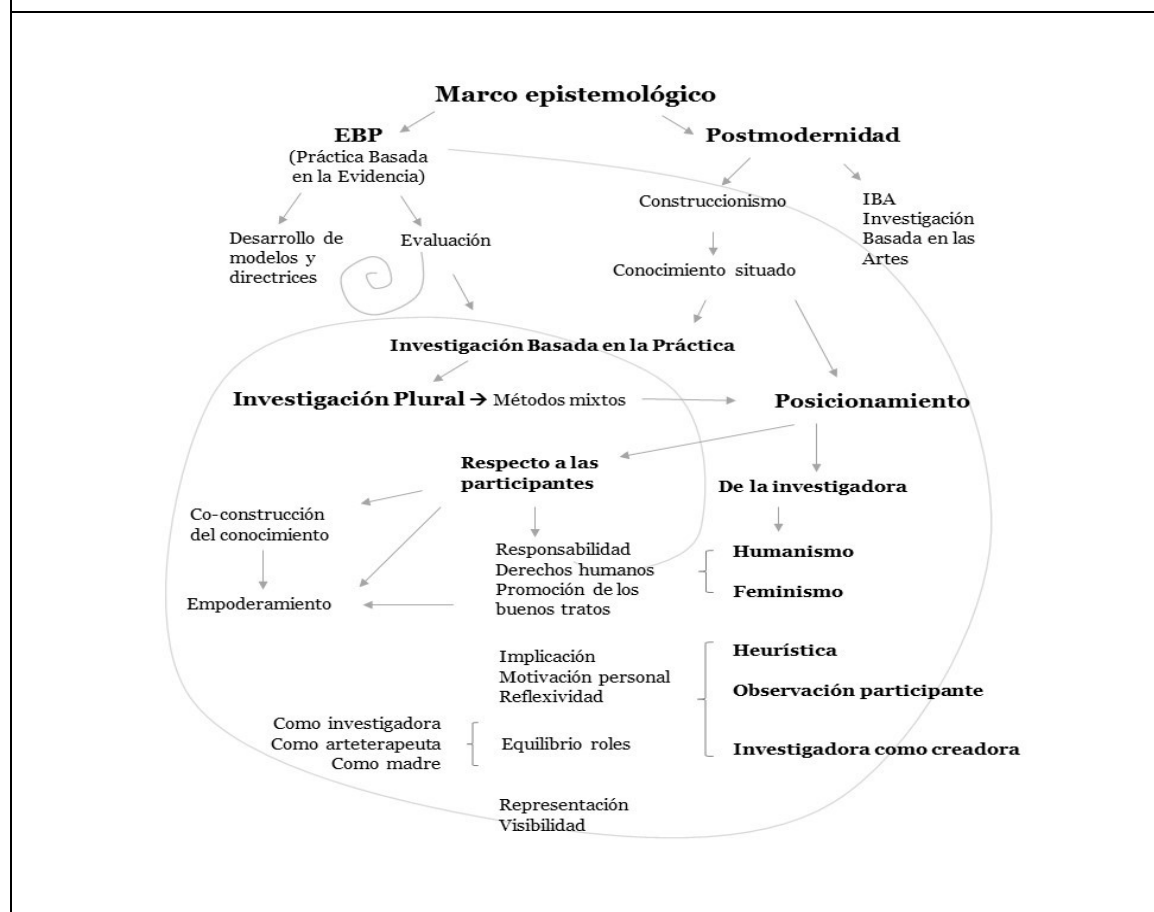 Marco epistemológico
EBP
(Práctica Basada
en la Evidencia)
Postmodernidad
Desarrollo de
modelos y
directrices
Evaluación
Construccionismo
IBA
Investigación
Basada en las
Artes
Conocimiento situado
Investigación Basada en la Práctica
Investigación Plural → Métodos mixtos
Posicionamiento
Respecto a las
participantes
De la investigadora
Co-construcción
del conocimiento
Empoderamiento
Responsabilidad
Derechos humanos
Promoción de los
buenos tratos
Humanismo
Feminismo
Implicación
Motivación personal
Reflexividad
Heurística
Observación participante
Investigadora como creadora
Como investigadora
Como arteterapeuta
Como madre
Equilibrio roles
Representación
Visibilidad